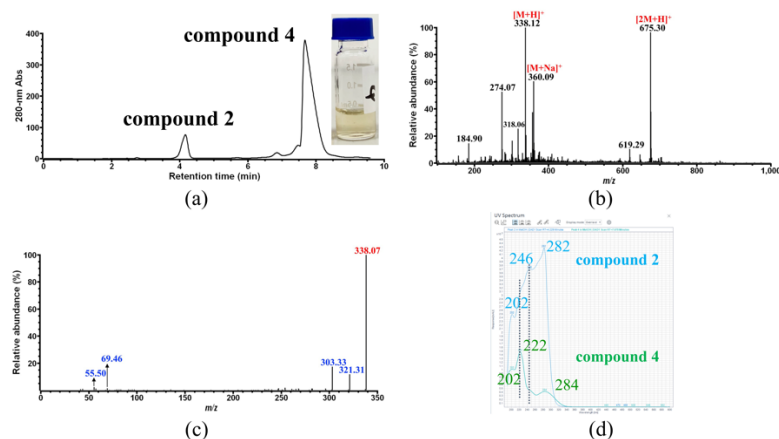 compound 4
compound 2
400
300
200
100
0
280-nm Abs
0
2
4
6
8
10
Retention time (min)
(a)
[M+H]⁺
338.12
[2M+H]⁺
675.30
[M+Na]⁺
360.09
274.07
318.06
184.90
619.29
100
80
60
40
20
0
Relative abundance (%)
200
400
600
800
1,000
m/z
(b)
338.07
69.46
55.50
303.33
321.31
100
80
60
40
20
Relative abundance (%)
0
50
100
150
200
250
300
350
m/z
(c)
UV Spectrum
246
282
compound 2
202
222
compound 4
202
284
(d)